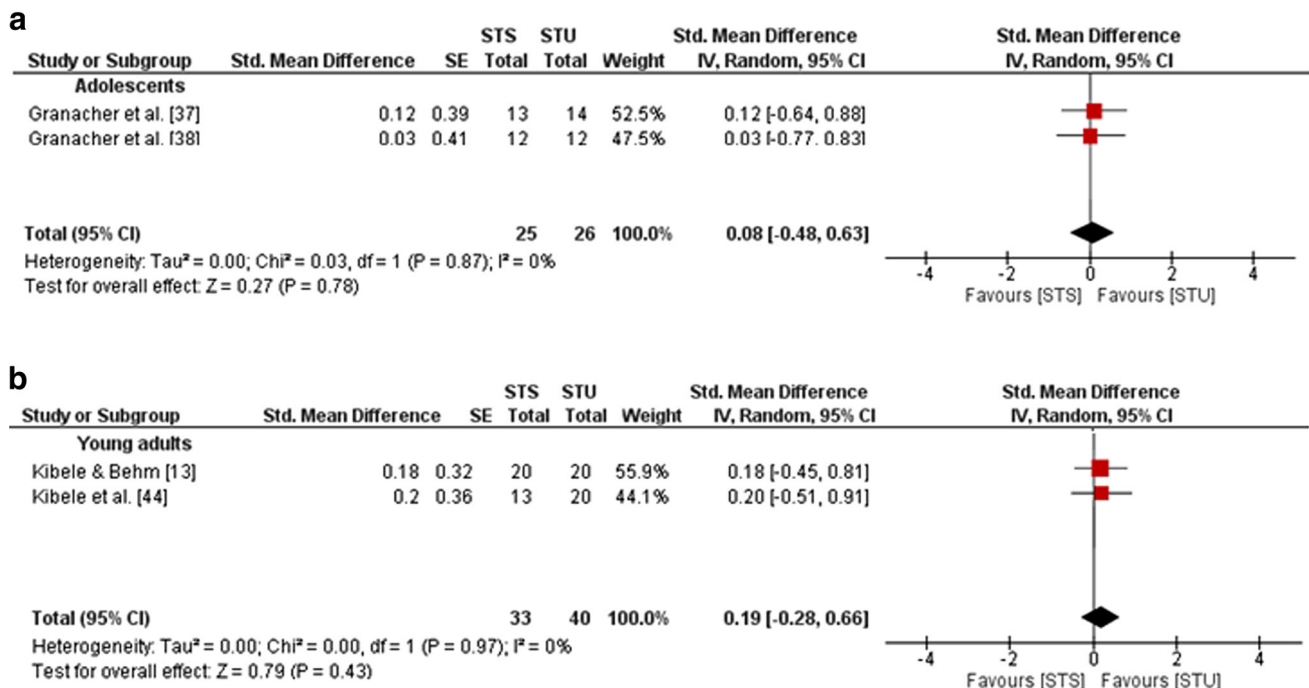 a
STS STU Std. Mean Difference Std. Mean Difference
Study or Subgroup Std. Mean Difference SE Total Total Weight IV, Random, 95% CI IV, Random, 95% CI
Adolescents
Granacher et al. [37] 0.12 0.39 13 14 52.5% 0.12 [-0.64, 0.88]
Granacher et al. [38] 0.03 0.41 12 12 47.5% 0.03 [-0.77. 0.83]
Total (95% CI) 25 26 100.0% 0.08 [-0.48, 0.63]
Heterogeneity: Tau² = 0.00; Chi² = 0.03, df = 1 (P = 0.87); I² = 0%
Test for overall effect: Z = 0.27 (P = 0.78)
-4 -2 0 2 4
Favours [STS] Favours [STU]
b
STS STU Std. Mean Difference Std. Mean Difference
Study or Subgroup Std. Mean Difference SE Total Total Weight IV, Random, 95% CI IV, Random, 95% CI
Young adults
Kibele & Behm [13] 0.18 0.32 20 20 55.9% 0.18 [-0.45, 0.81]
Kibele et al. [44] 0.2 0.36 13 20 44.1% 0.20 [-0.51, 0.91]
Total (95% CI) 33 40 100.0% 0.19 [-0.28, 0.66]
Heterogeneity: Tau² = 0.00; Chi² = 0.00, df = 1 (P = 0.97); I² = 0%
Test for overall effect: Z = 0.79 (P = 0.43)
-4 -2 0 2 4
Favours [STS] Favours [STU]